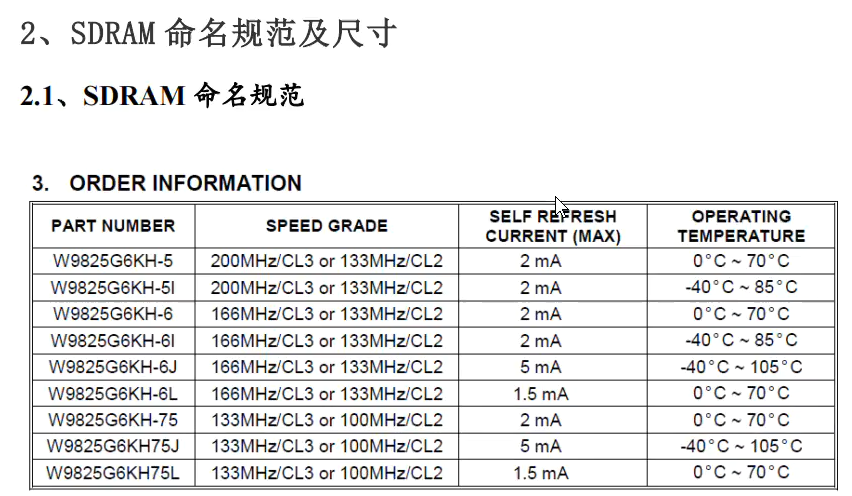 2、SDRAM 命名规范及尺寸
2.1、SDRAM 命名规范
3. ORDER INFORMATION
PART NUMBER SPEED GRADE SELF REFRESH CURRENT (MAX) OPERATING TEMPERATURE
W9825G6KH-5 200MHz/CL3 or 133MHz/CL2 2 mA 0°C ~ 70°C
W9825G6KH-5I 200MHz/CL3 or 133MHz/CL2 2 mA -40°C ~ 85°C
W9825G6KH-6 166MHz/CL3 or 133MHz/CL2 2 mA 0°C ~ 70°C
W9825G6KH-6I 166MHz/CL3 or 133MHz/CL2 2 mA -40°C ~ 85°C
W9825G6KH-6J 166MHz/CL3 or 133MHz/CL2 5 mA -40°C ~ 105°C
W9825G6KH-6L 166MHz/CL3 or 133MHz/CL2 1.5 mA 0°C ~ 70°C
W9825G6KH-75 133MHz/CL3 or 100MHz/CL2 2 mA 0°C ~ 70°C
W9825G6KH75J 133MHz/CL3 or 100MHz/CL2 5 mA -40°C ~ 105°C
W9825G6KH75L 133MHz/CL3 or 100MHz/CL2 1.5 mA 0°C ~ 70°C